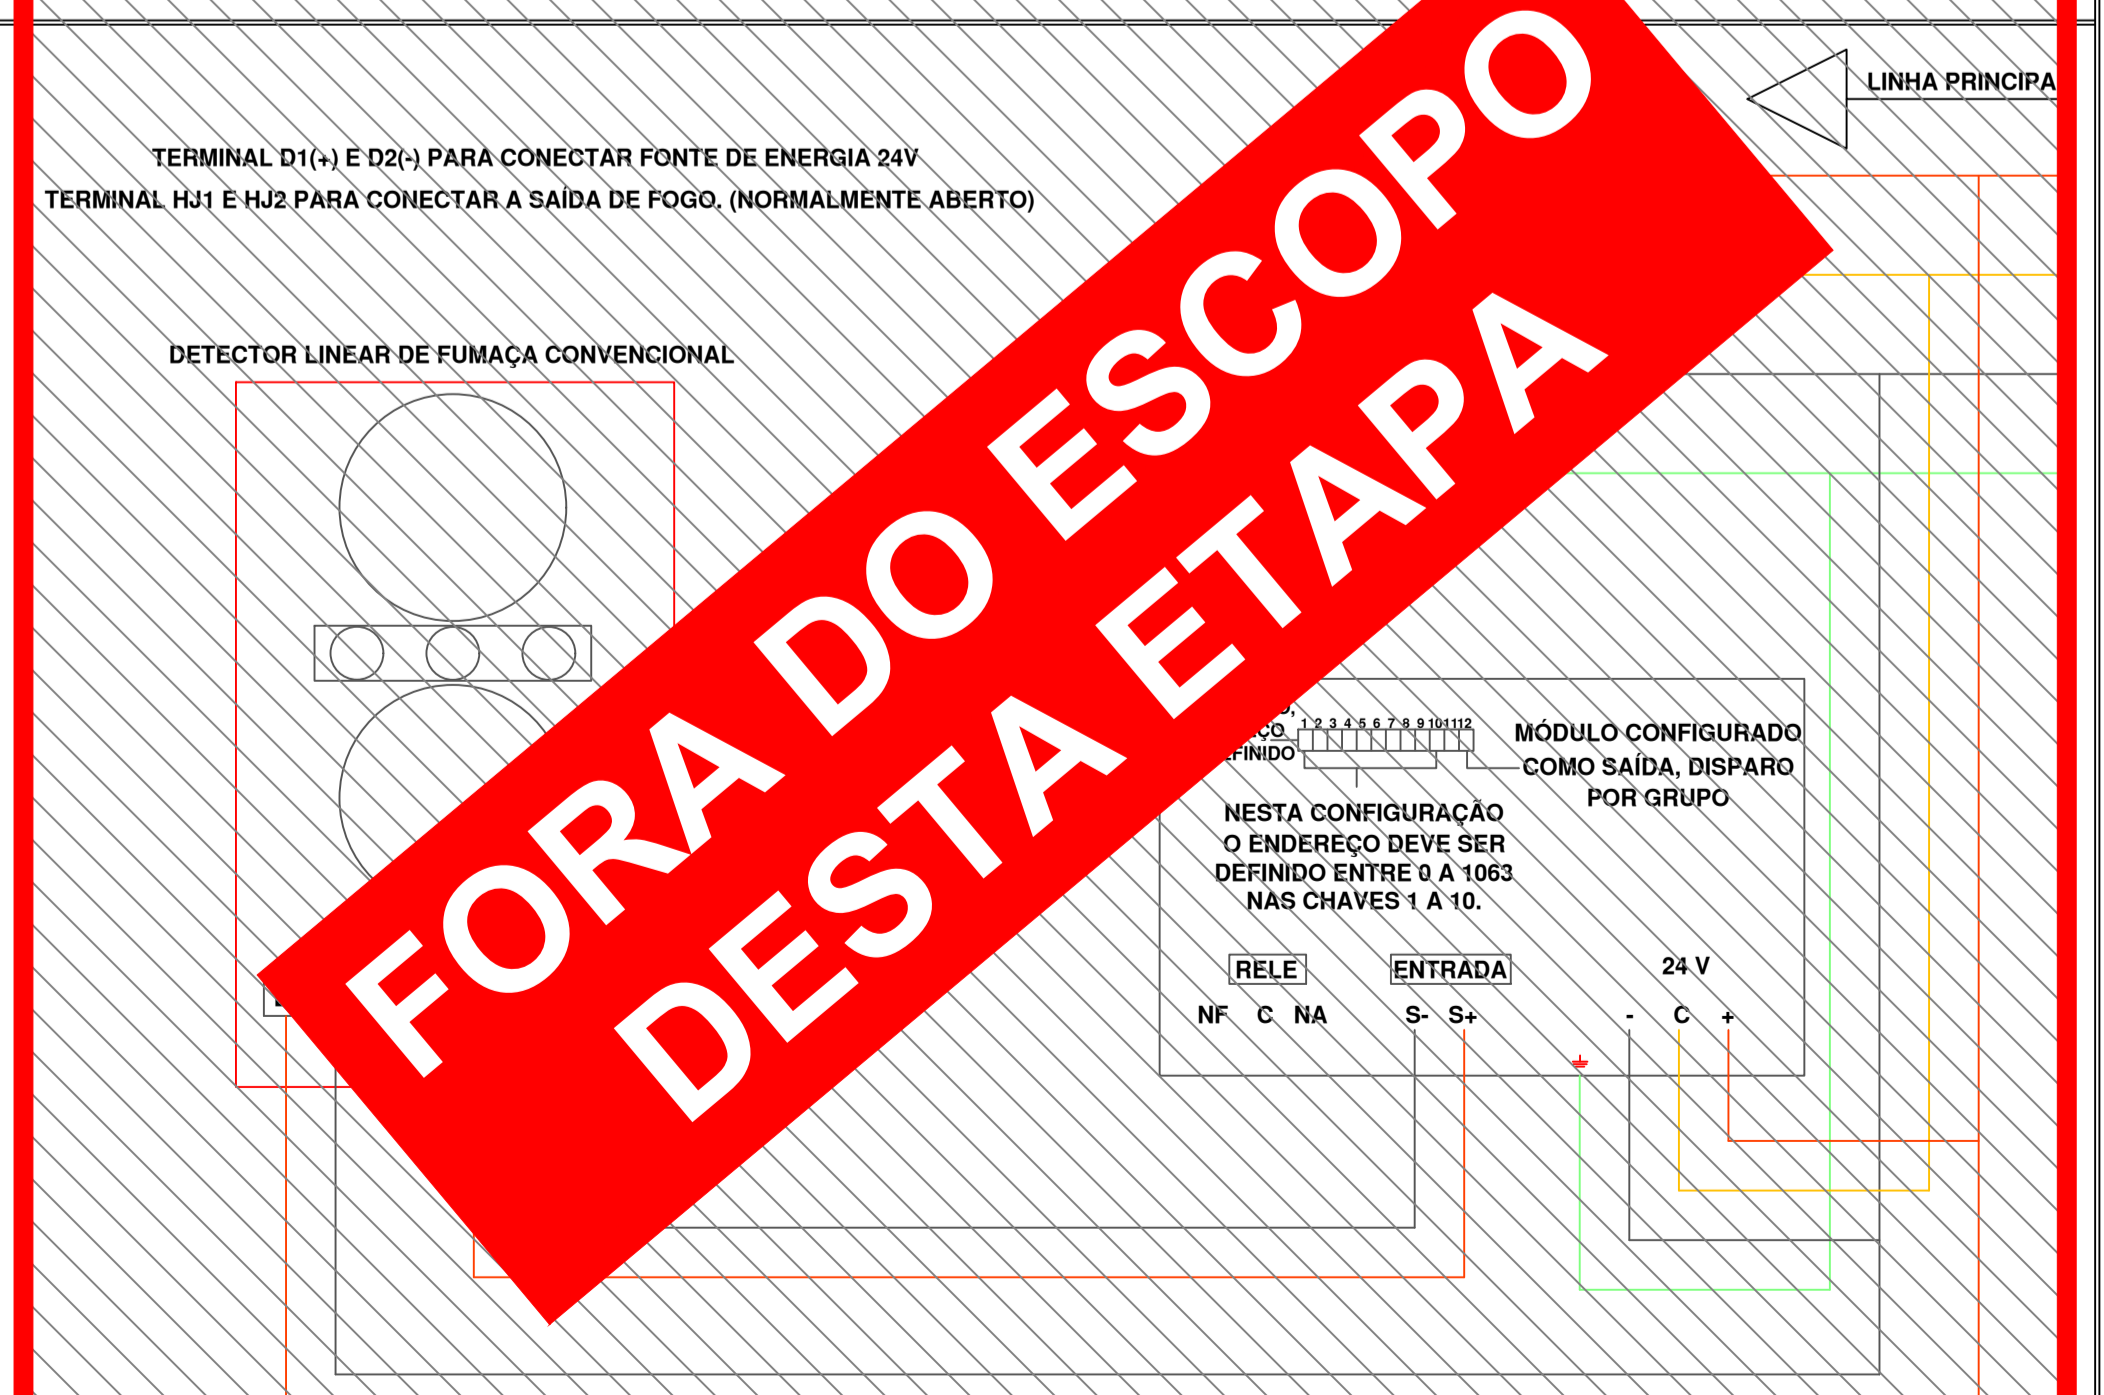 LINHA PRINCIPA
TERMINAL D1(+) E D2(-) PARA CONECTAR FONTE DE ENERGIA 24V
TERMINAL HJ1 E HJ2 PARA CONECTAR A SAÍDA DE FOGO. (NORMALMENTE ABERTO)
DETECTOR LINEAR DE FUMAÇA CONVENCIONAL
FORA DO ESCOPO
DESTA ETAPA
1 2 3 4 5 6 7 8 9 10 11 12
MÓDULO CONFIGURADO
COMO SAÍDA, DISPARO
POR GRUPO
NESTA CONFIGURAÇÃO
O ENDEREÇO DEVE SER
DEFINIDO ENTRE 0 A 1063
NAS CHAVES 1 A 10.
RELE ENTRADA 24 V
NF C NA S- S+ - C +